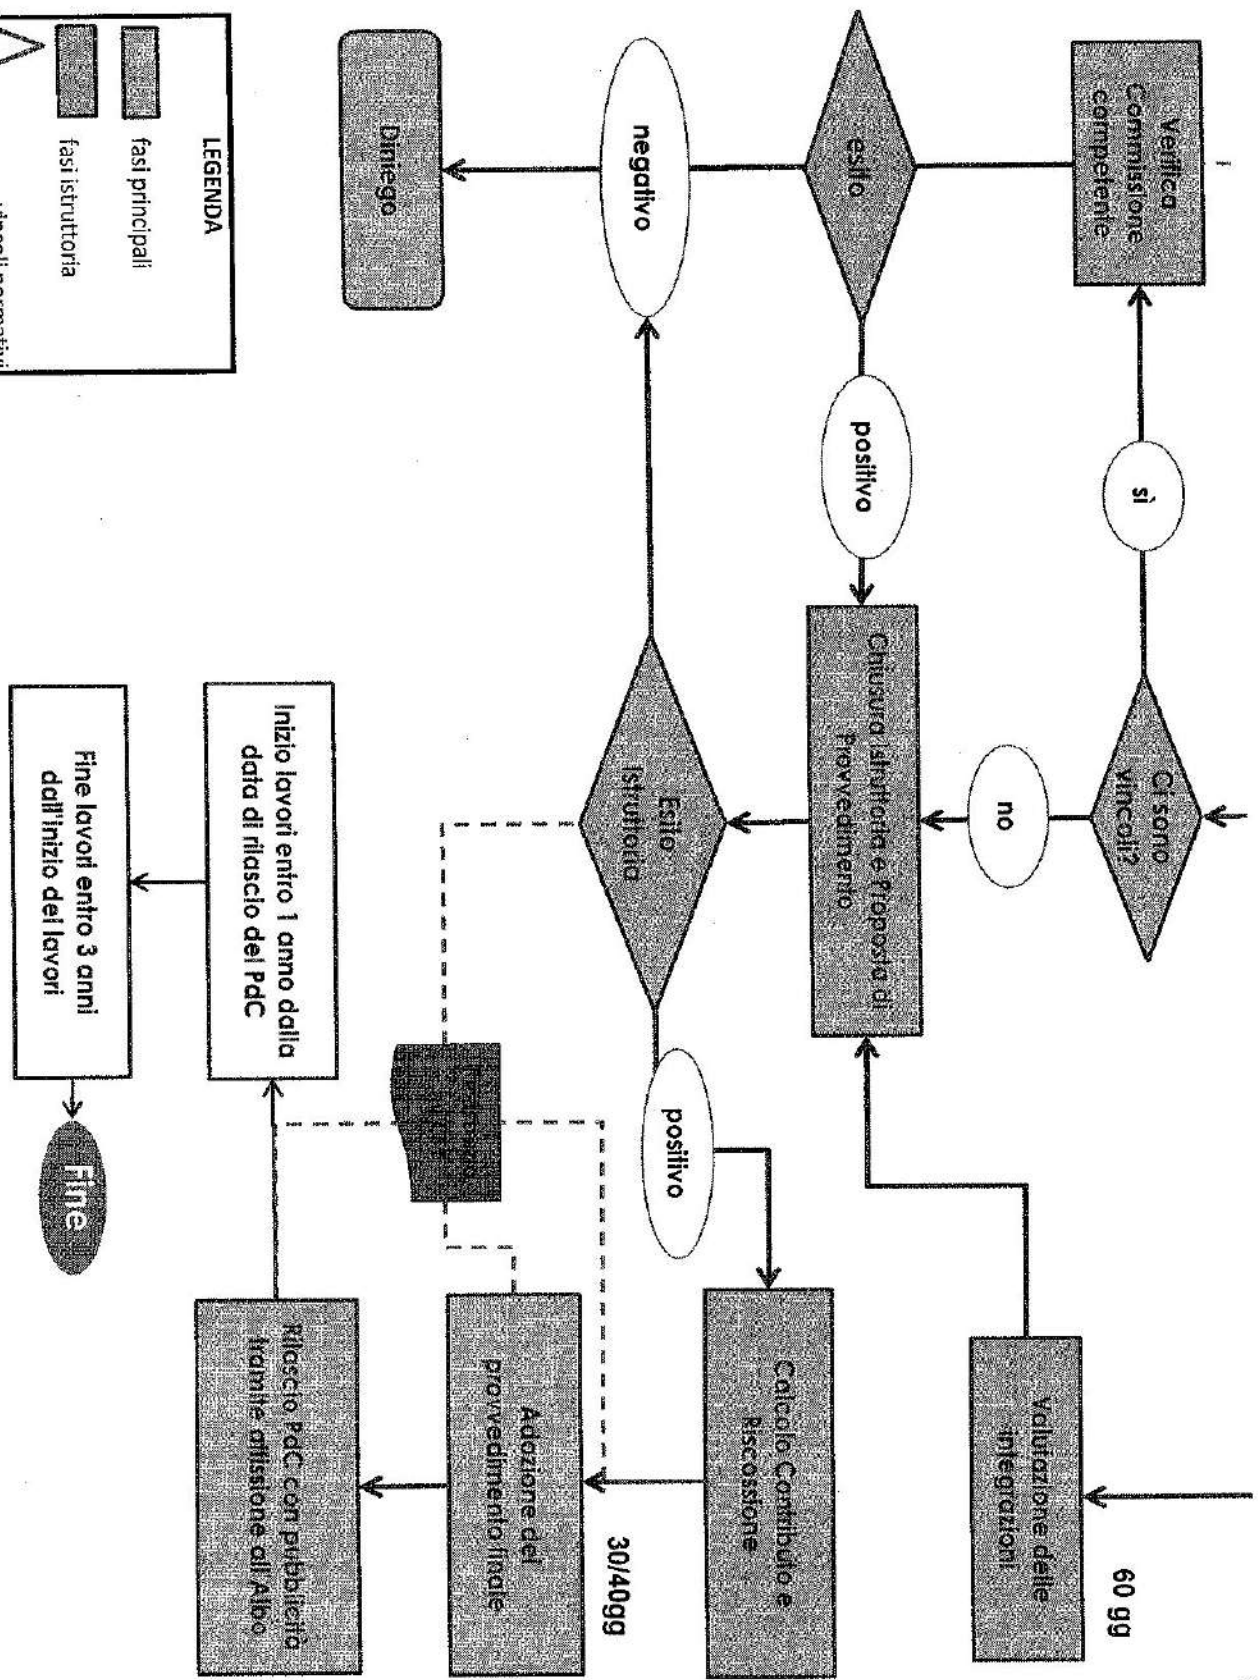 60 gg
Verifica
Commissione
competente
sì
Ci sono
vincoli?
Valutazione delle
integrazioni
no
esito
positivo
Chiusura Istruttoria e Proposta di
Provvedimento
Calcolo Contributo e
Riscossione
negativo
Esito
Istruttoria
positivo
30/40gg
Adozione del
provvedimento finale
Diniego
Inizio lavori entro 1 anno dalla
data di rilascio del PdC
Rilascio PdC con pubblicità
tramite affissione all'Albo
Fine lavori entro 3 anni
dall'inizio dei lavori
Fine
LEGENDA
fasi principali
fasi istruttoria
vincoli normativi